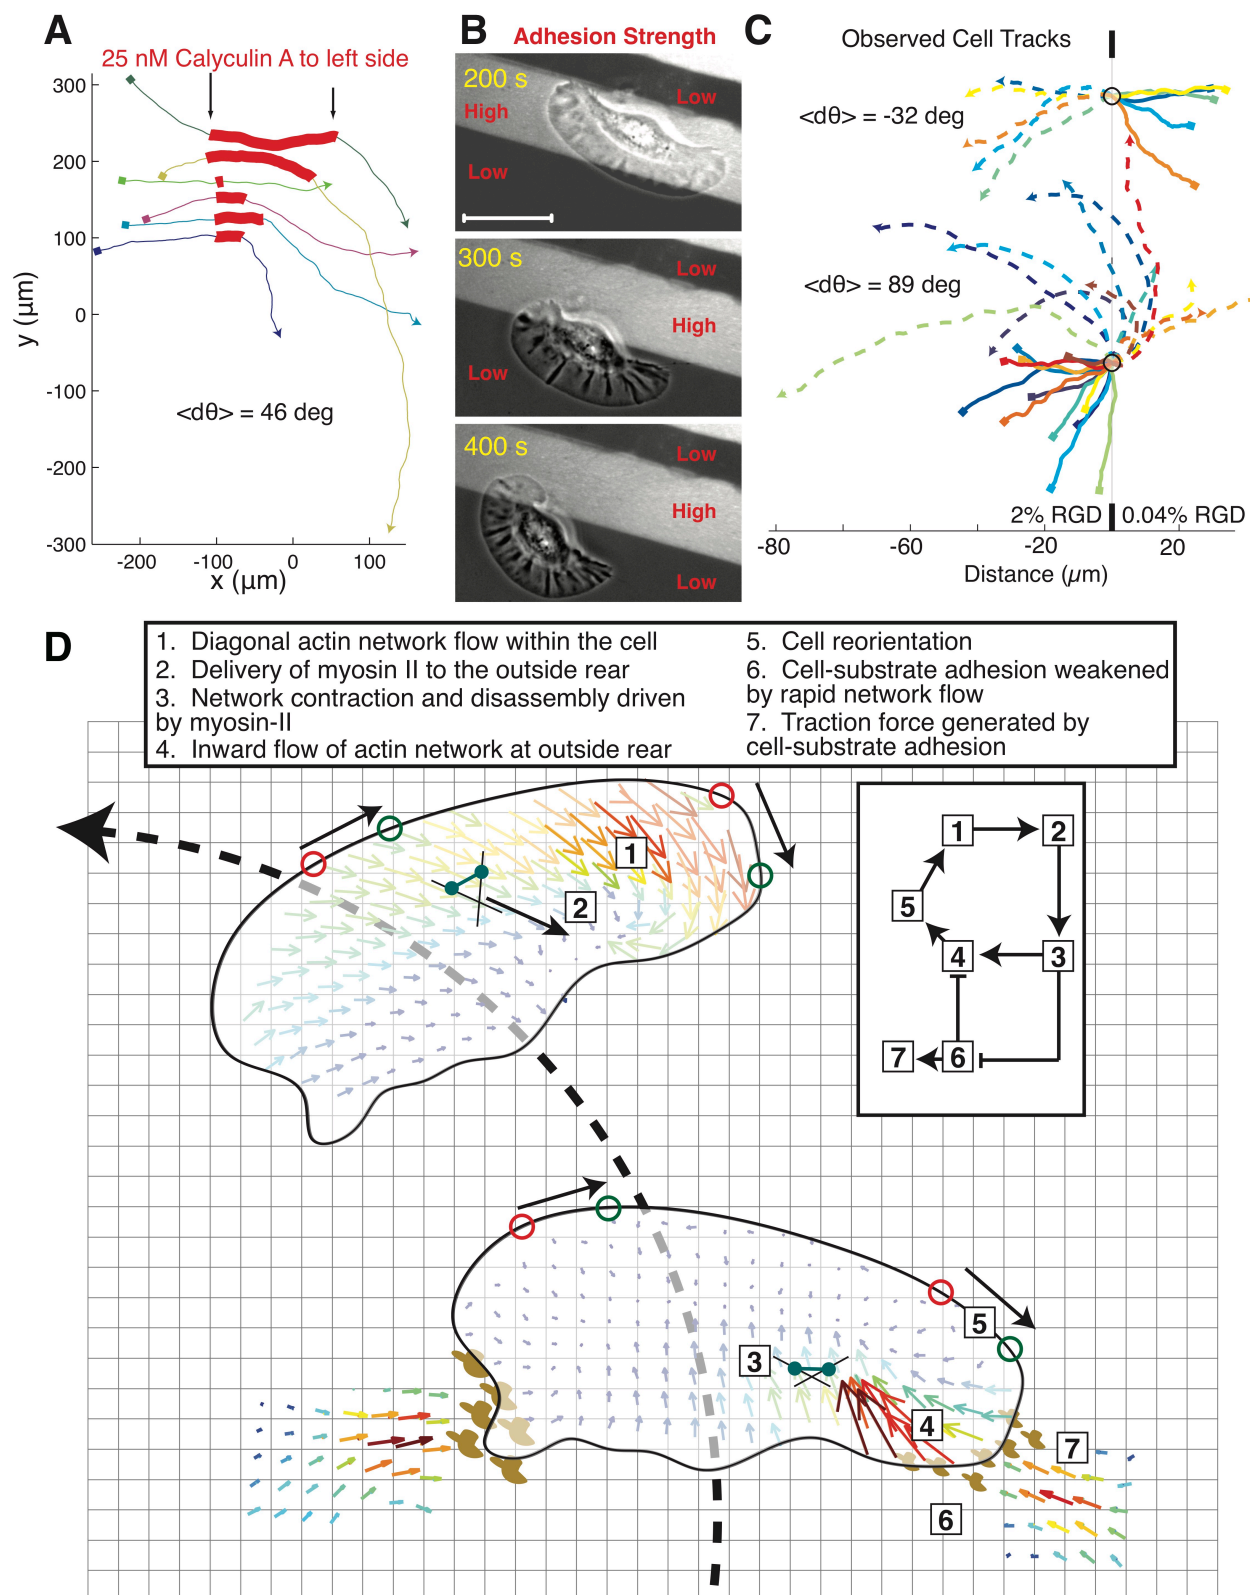 A
25 nM Calyculin A to left side
300
200
100
0
-100
-200
-300
y (µm)
<dθ> = 46 deg
-200
-100
0
100
x (µm)
B
Adhesion Strength
200 s
High
Low
Low
300 s
Low
High
Low
400 s
Low
High
Low
C
Observed Cell Tracks
<dθ> = -32 deg
<dθ> = 89 deg
2% RGD
0.04% RGD
-80
-60
-20
20
Distance (µm)
D
1. Diagonal actin network flow within the cell
2. Delivery of myosin II to the outside rear
3. Network contraction and disassembly driven
by myosin-II
4. Inward flow of actin network at outside rear
5. Cell reorientation
6. Cell-substrate adhesion weakened
by rapid network flow
7. Traction force generated by
cell-substrate adhesion
1
2
1
2
5
4
3
7
6
3
5
4
7
6